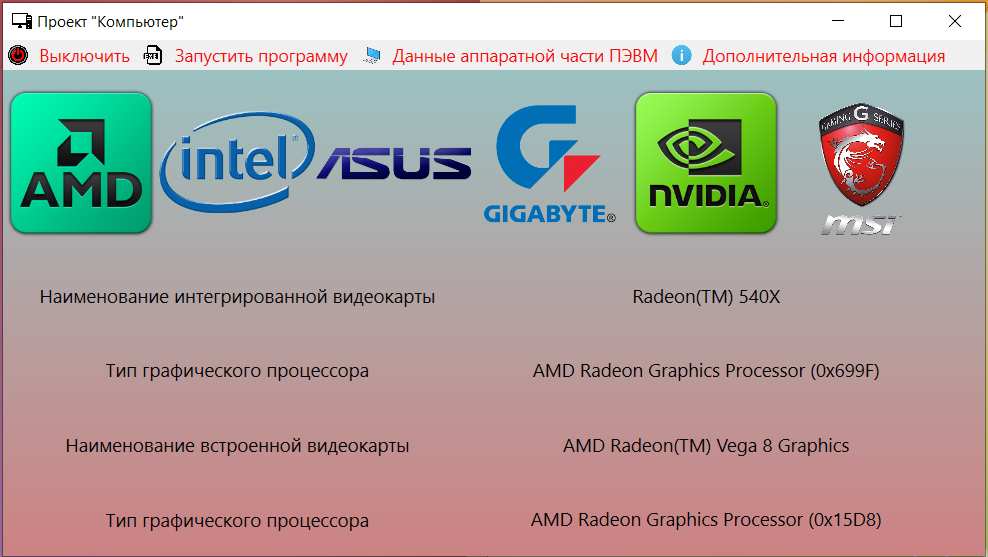 Проект "Компьютер"
Выключить Запустить программу Данные аппаратной части ПЭВМ Дополнительная информация
AMD intel® ASUS GIGABYTE® NVIDIA® GAMING G SERIES msi
Наименование интегрированной видеокарты Radeon(TM) 540X
Тип графического процессора AMD Radeon Graphics Processor (0x699F)
Наименование встроенной видеокарты AMD Radeon(TM) Vega 8 Graphics
Тип графического процессора AMD Radeon Graphics Processor (0x15D8)